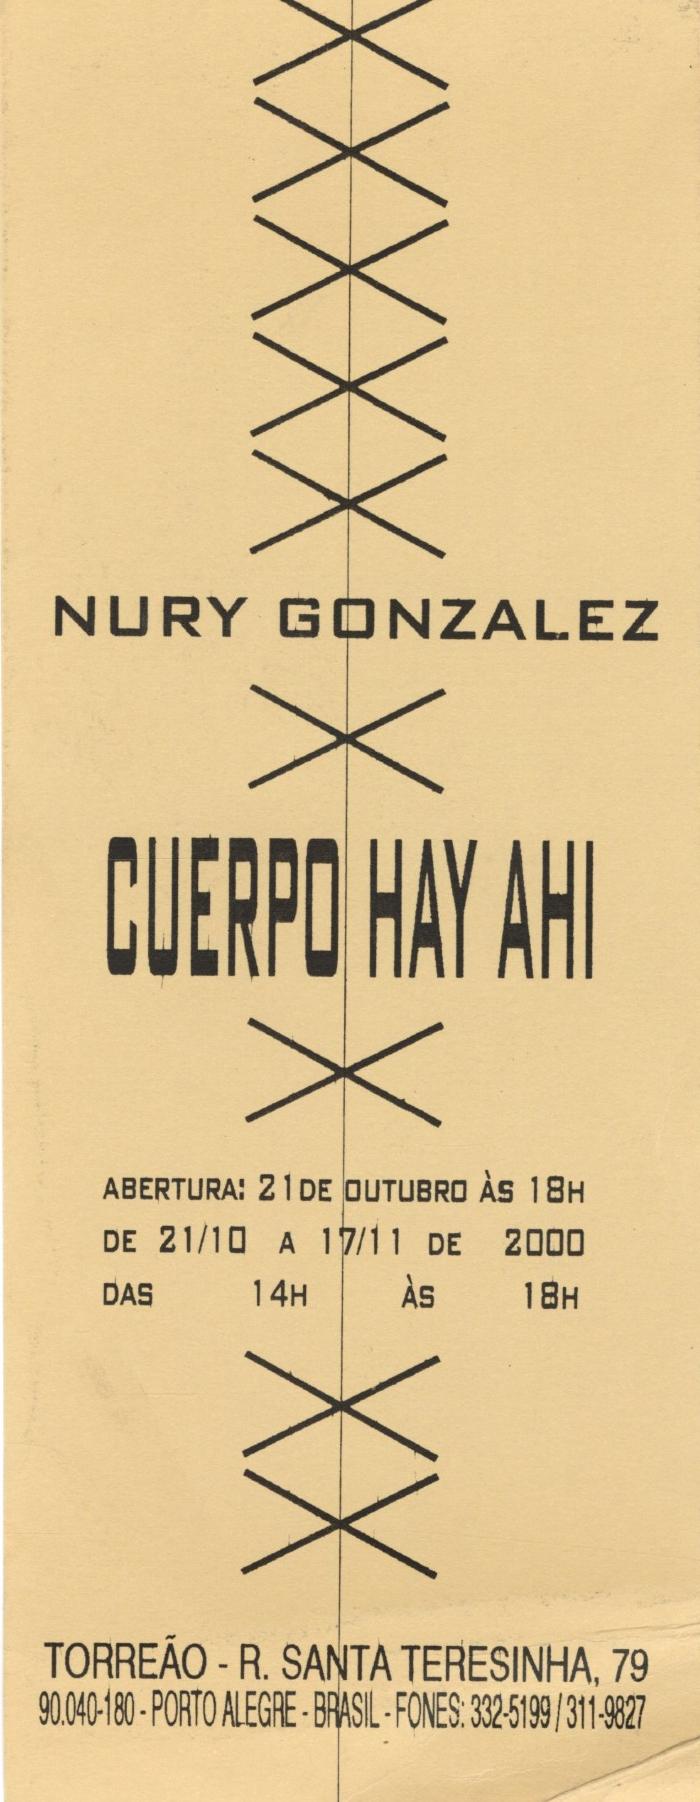 NURY GONZALEZ
CUERPO HAY AHI
ABERTURA: 21 DE OUTUBRO ÀS 18H
DE 21/10 A 17/11 DE 2000
DAS 14H ÀS 18H
TORREÃO - R. SANTA TERESINHA, 79
90.040-180 - PORTO ALEGRE - BRASIL - FONES: 332-5199 / 311-9827